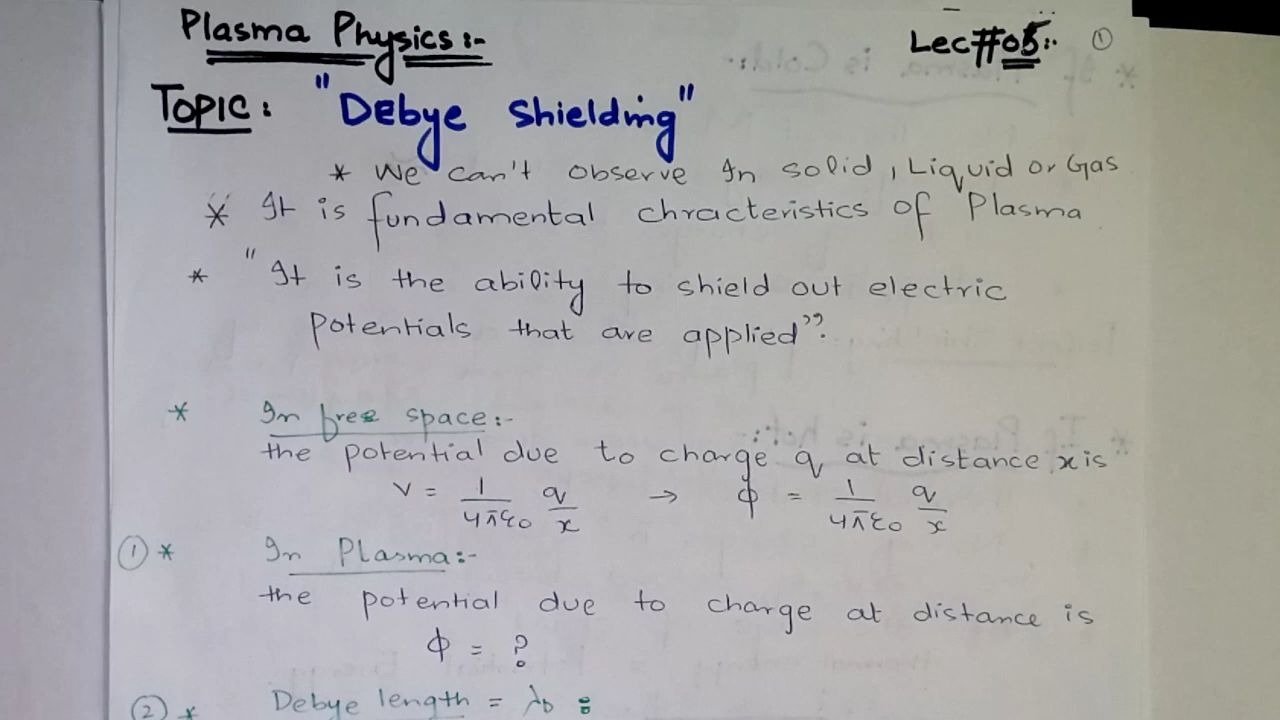 Plasma Physics :-
Lec#05:. ①
TOPIC : "Debye Shielding"
* We can't observe In solid, Liquid or Gas
* It is fundamental chracteristics of Plasma
* "It is the ability to shield out electric
potentials that are applied".
* In free space:-
the potential due to charge q at distance x is
V = 1/4πε₀ q/x → ϕ = 1/4πε₀ q/x
① * In Plasma:-
the potential due to charge at distance is
ϕ = ?
② * Debye length = λD :